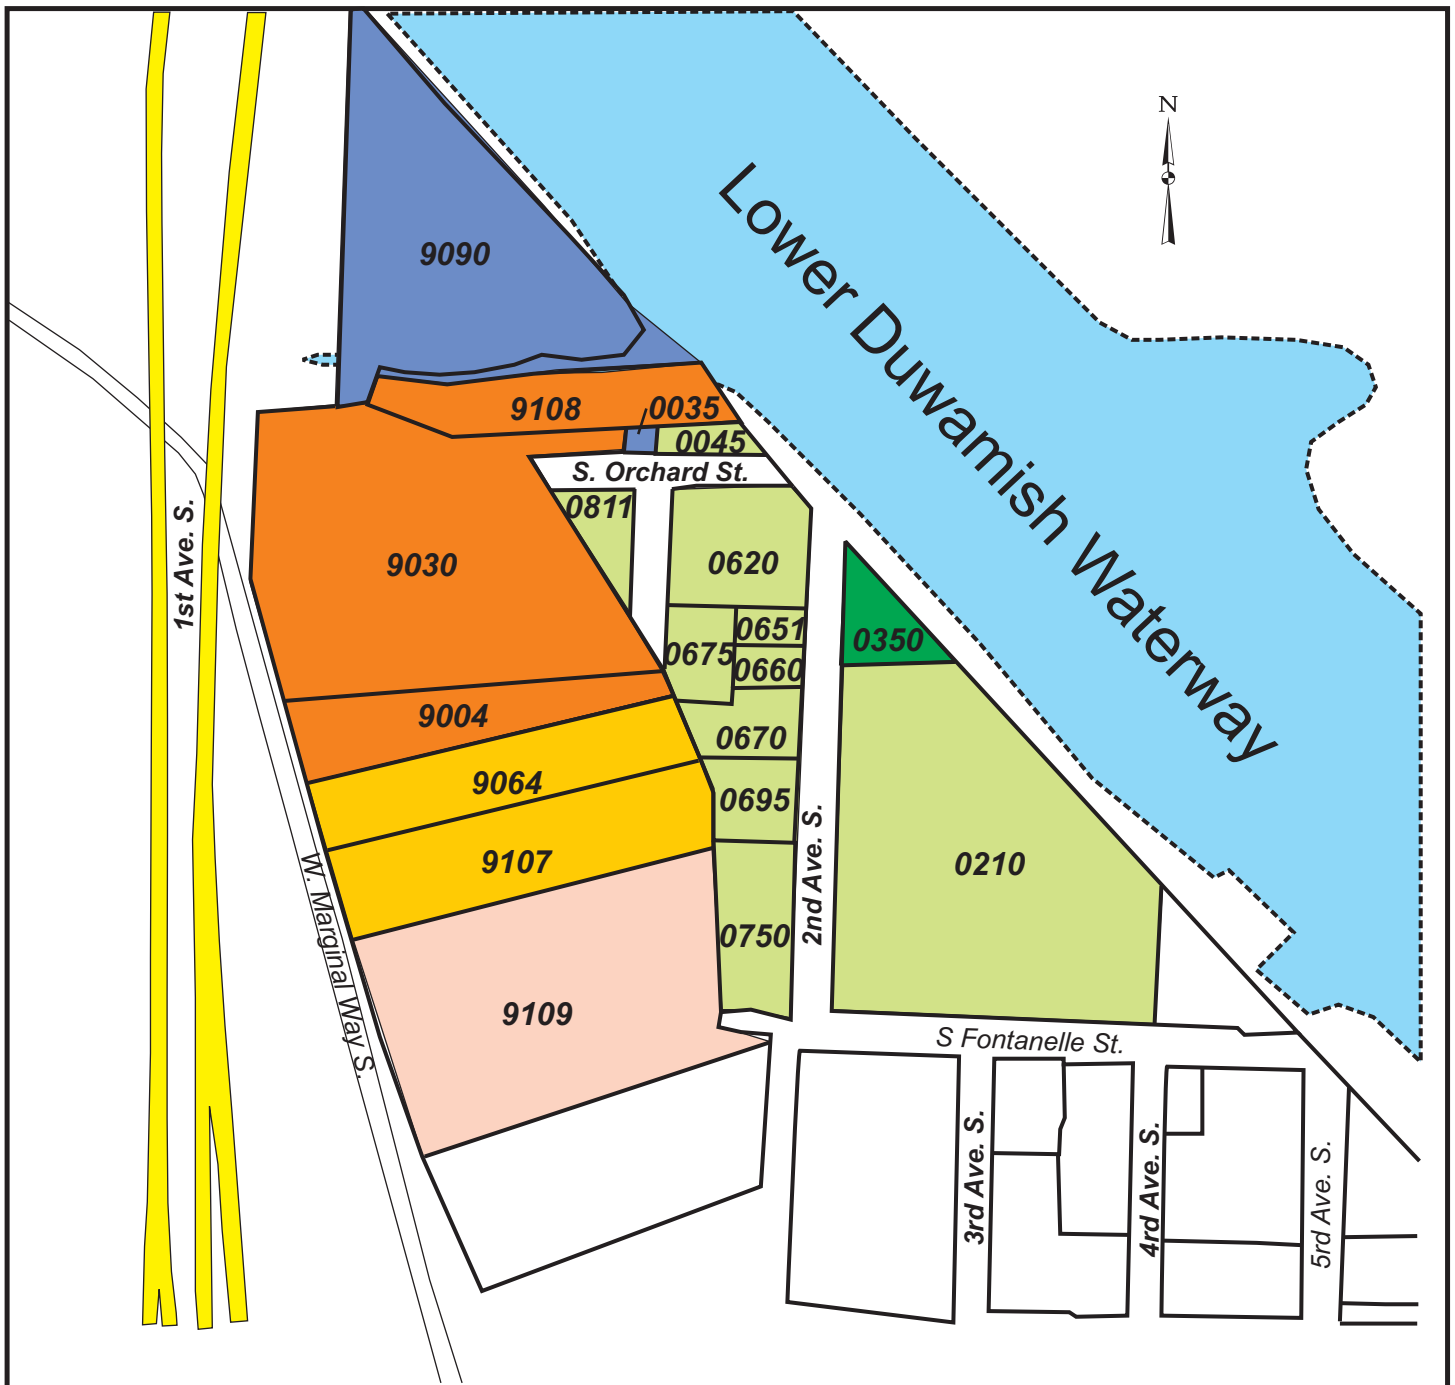 N
Lower Duwamish Waterway
9090
9108
0035
0045
S. Orchard St.
0811
1st Ave. S.
9030
0620
0651
0350
0675
0660
9004
0670
9064
0695
2nd Ave. S.
9107
0210
W. Marginal Way S.
0750
9109
S Fontanelle St.
3rd Ave. S.
4rd Ave. S.
5rd Ave. S.